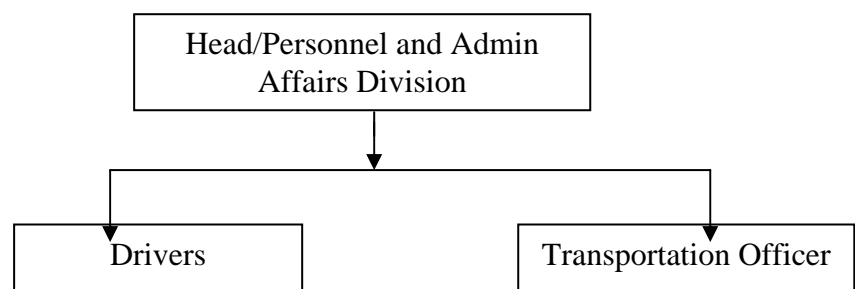 Head/Personnel and Admin
Affairs Division
Drivers
Transportation Officer